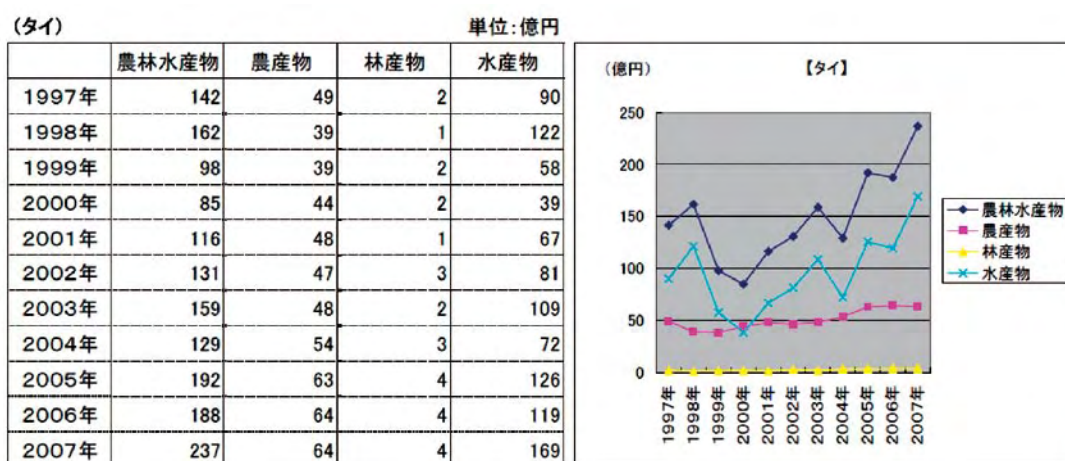 (タイ) 単位:億円
農林水産物 農産物 林産物 水産物
1997年 142 49 2 90
1998年 162 39 1 122
1999年 98 39 2 58
2000年 85 44 2 39
2001年 116 48 1 67
2002年 131 47 3 81
2003年 159 48 2 109
2004年 129 54 3 72
2005年 192 63 4 126
2006年 188 64 4 119
2007年 237 64 4 169
(億円) 【タイ】
250
200
150
100
50
0
1997年 1998年 1999年 2000年 2001年 2002年 2003年 2004年 2005年 2006年 2007年
農林水産物
農産物
林産物
水産物